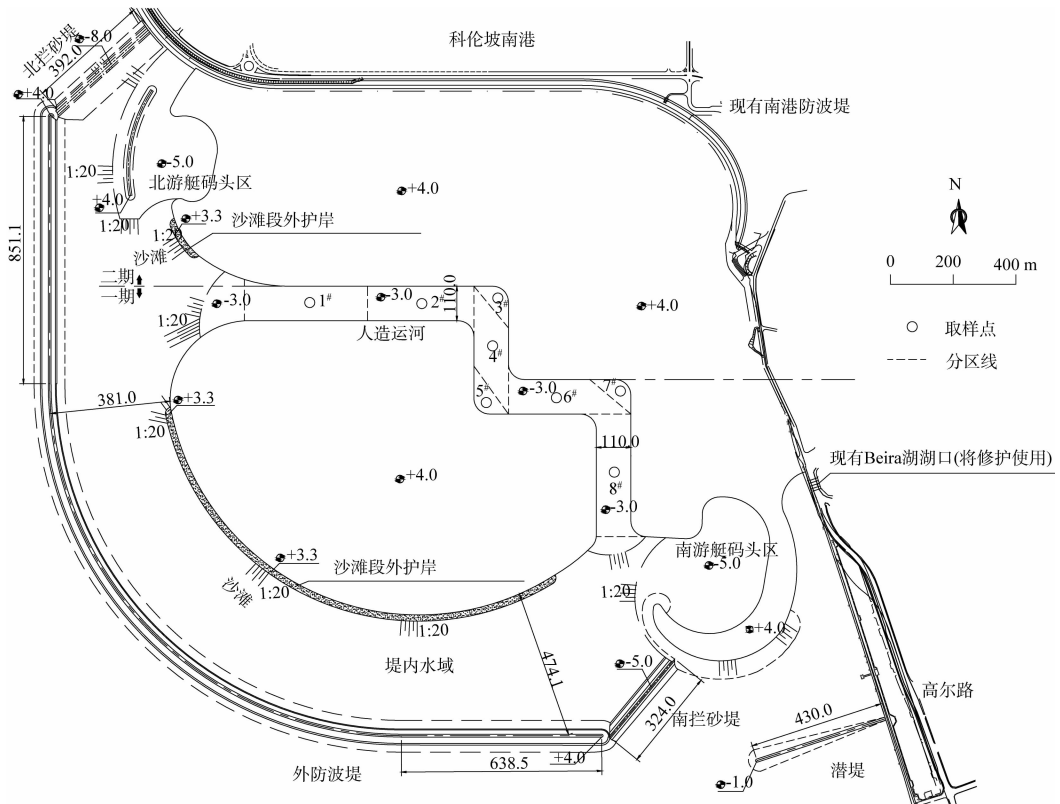 科伦坡南港
-8.0
北拦砂堤
392.0
+4.0
现有南港防波堤
1:20
-5.0
北游艇码头区
+4.0
+4.0
1:20
+3.3
沙滩段外护岸
1:20
沙滩
N
0 200 400 m
851.1
二期
一期
-3.0
1#
-3.0
2#
110.0
3#
+4.0
取样点
1:20
人造运河
4#
分区线
381.0
+3.3
5#
-3.0
6#
7#
1:20
110.0
现有Beira湖湖口(将修护使用)
+4.0
8#
-3.0
+3.3
南游艇码头区
-5.0
沙滩
1:20
沙滩段外护岸
1:20
1:20
+4.0
堤内水域
474.1
-5.0
324.0
南拦砂堤
高尔路
430.0
+4.0
外防波堤
638.5
潜堤
-1.0